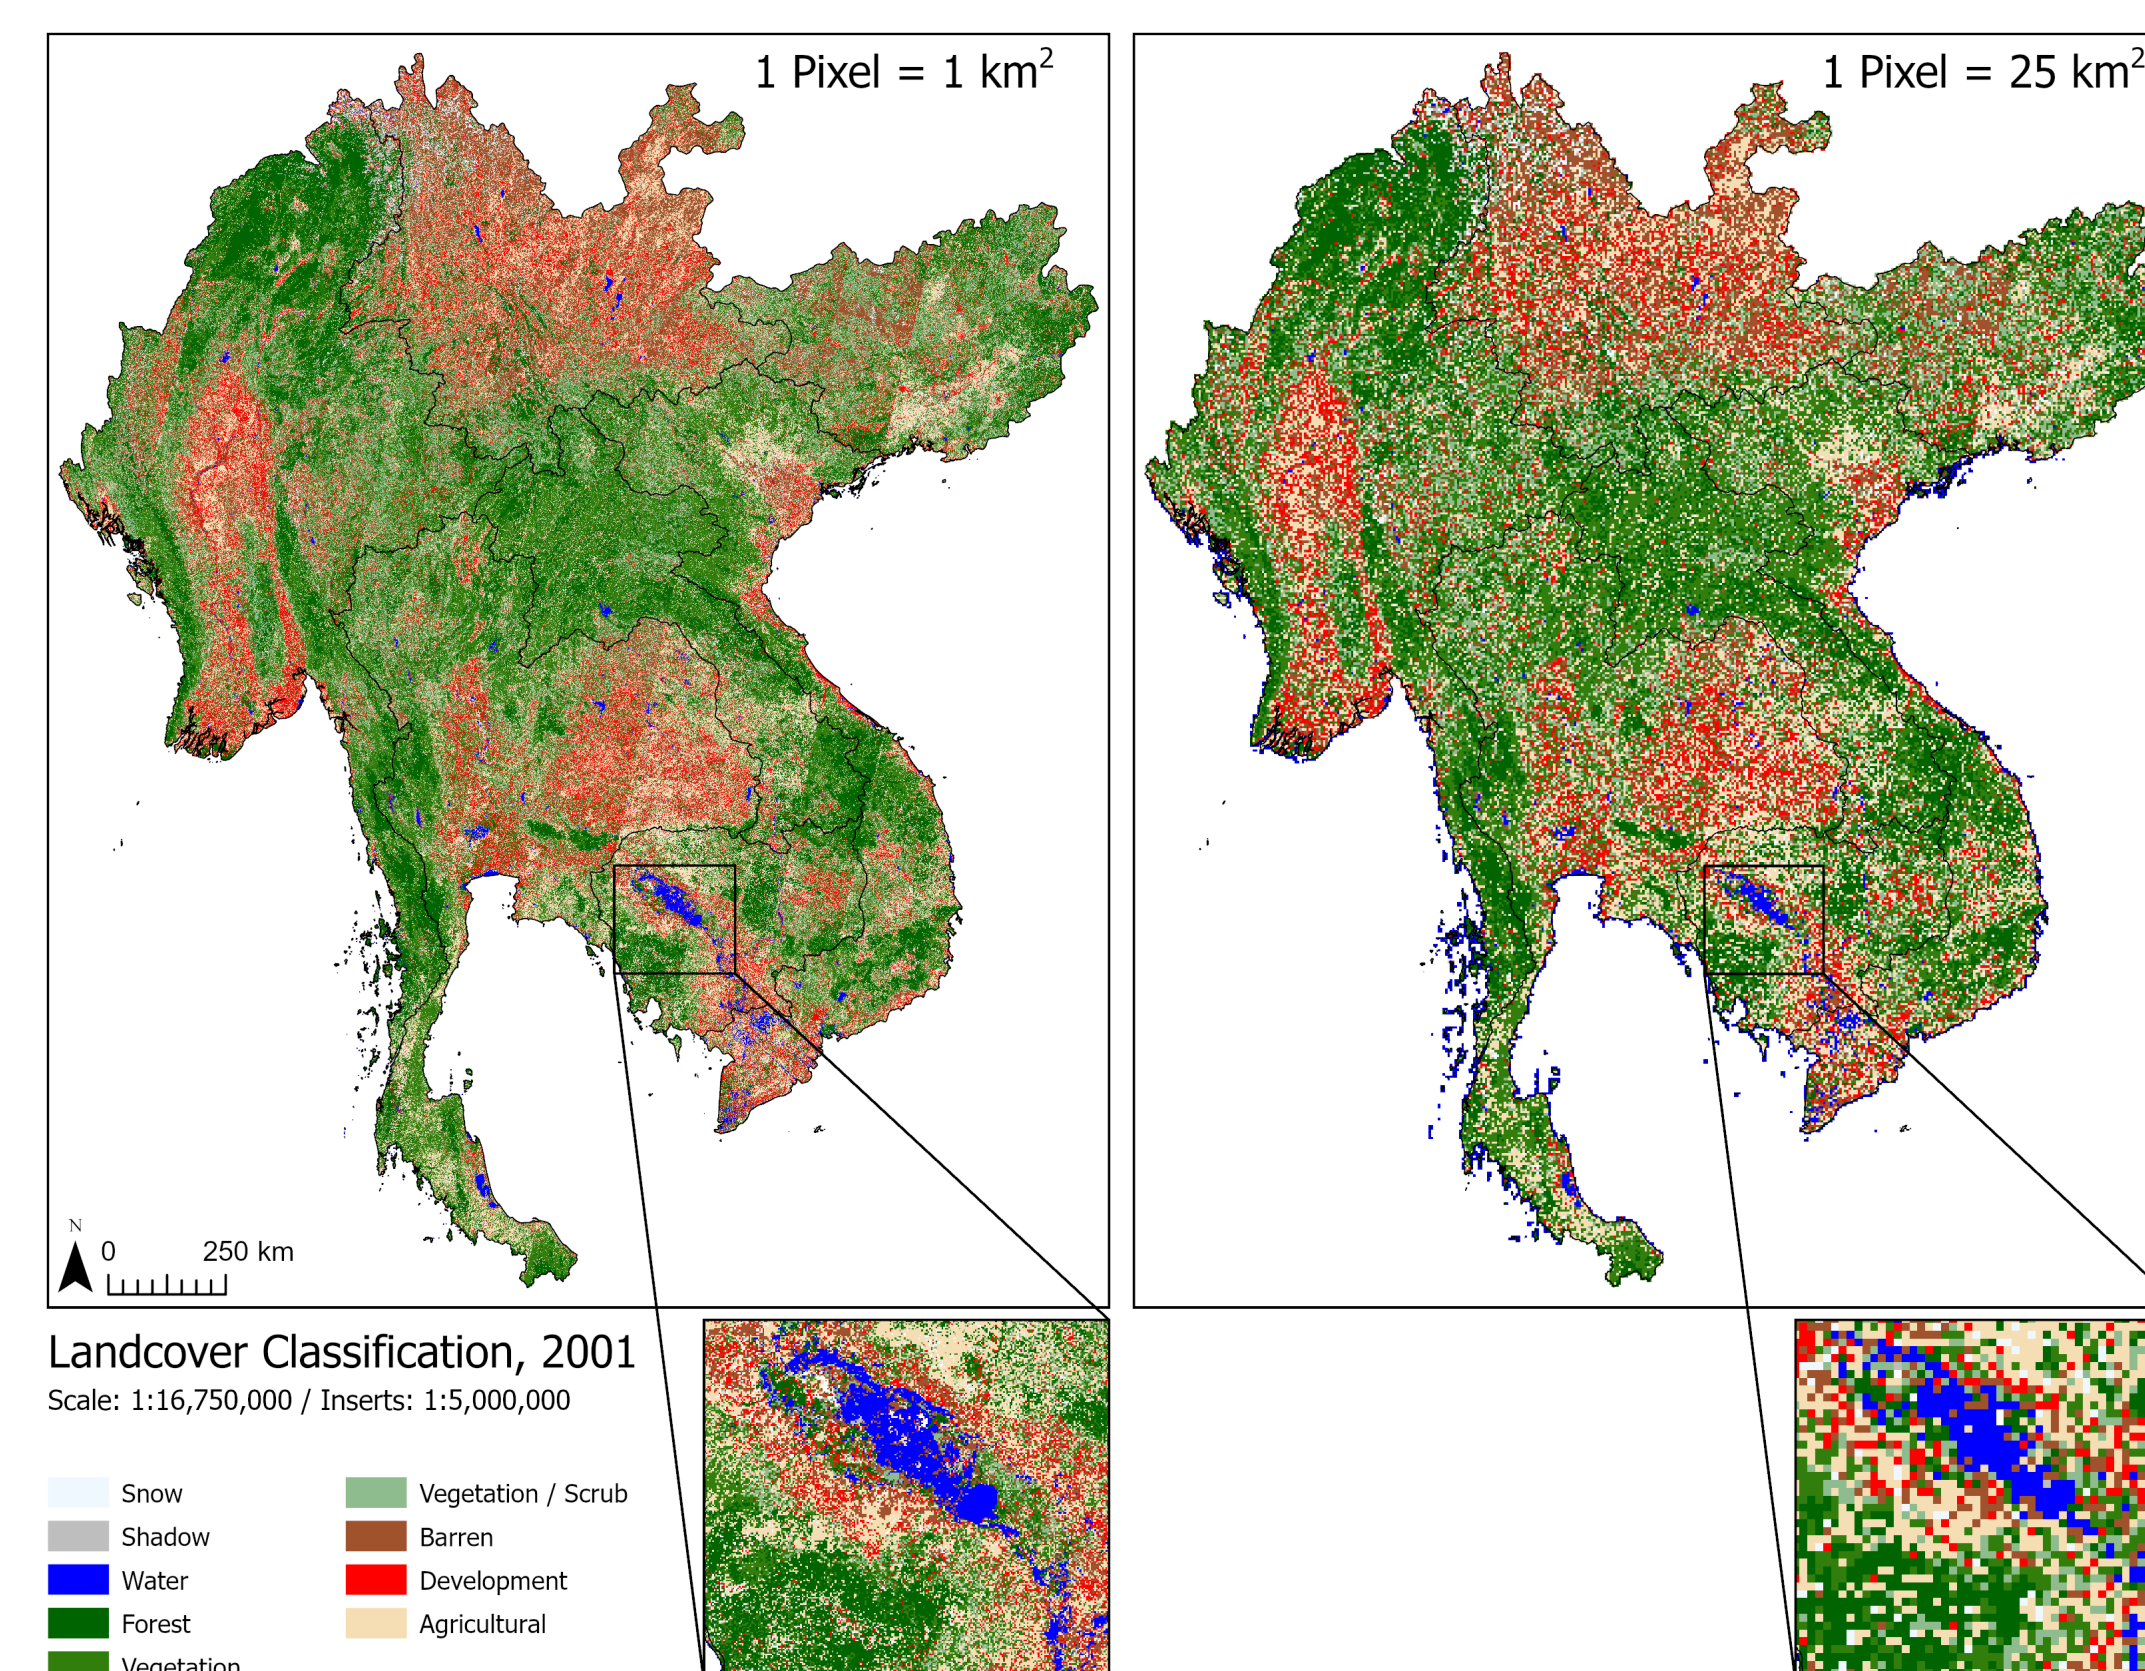 1 Pixel = 1 km²
1 Pixel = 25 km²
N
0 250 km
Landcover Classification, 2001
Scale: 1:16,750,000 / Inserts: 1:5,000,000
Snow
Shadow
Water
Forest
Vegetation
Vegetation / Scrub
Barren
Development
Agricultural